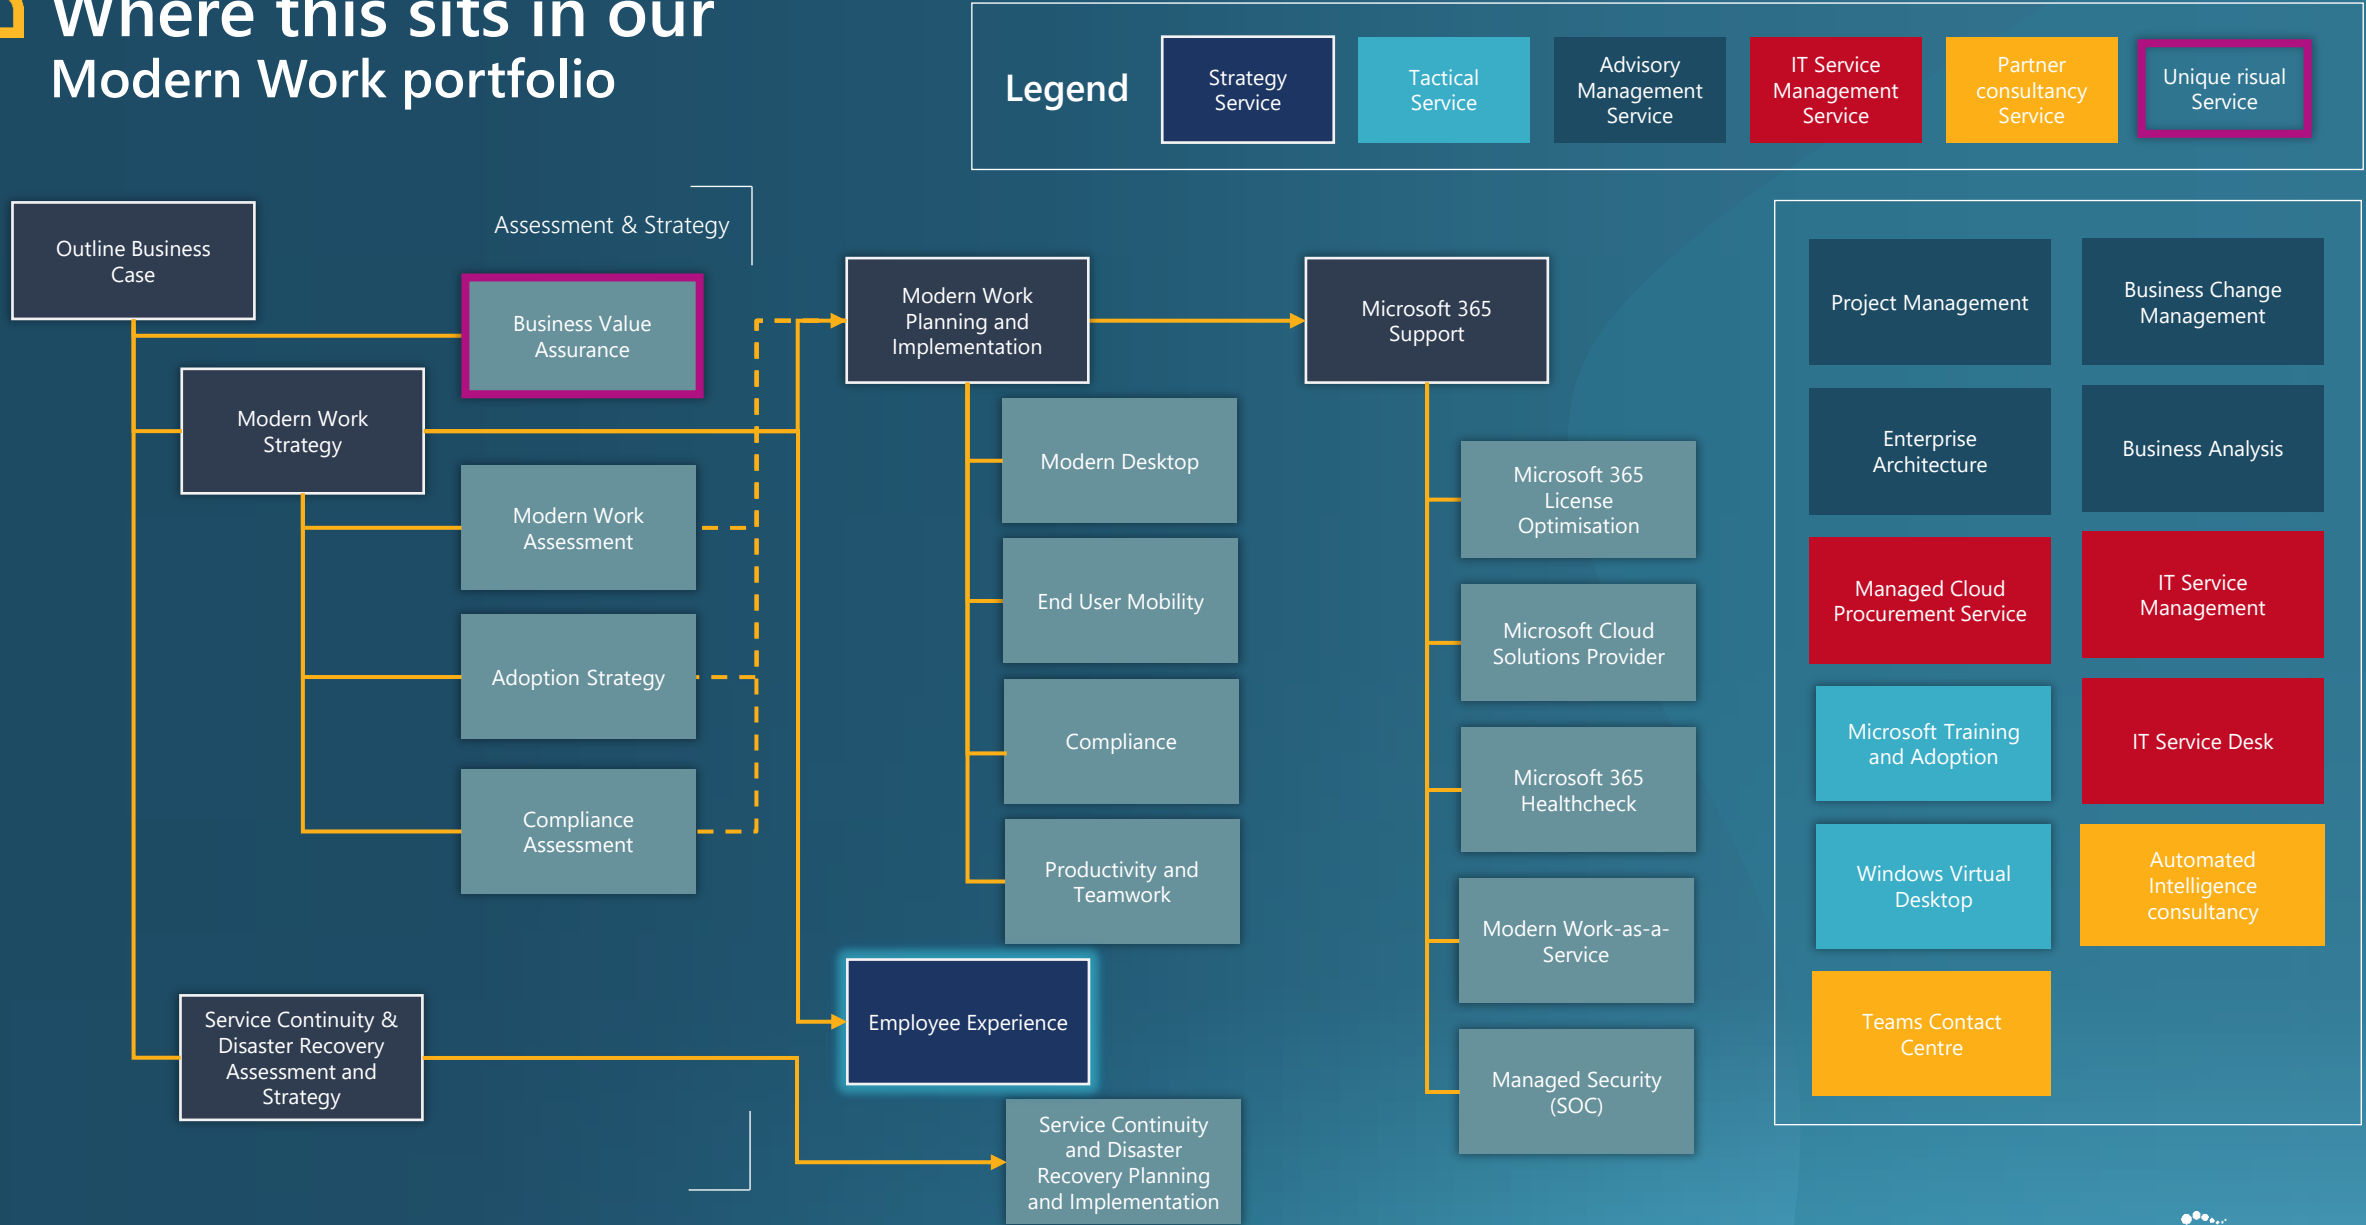 Where this sits in our
Modern Work portfolio
Legend
Strategy
Service
Tactical
Service
Advisory
Management
Service
IT Service
Management
Service
Partner
consultancy
Service
Unique risual
Service
Assessment & Strategy
Outline Business
Case
Business Value
Assurance
Modern Work
Strategy
Modern Work
Assessment
Adoption Strategy
Compliance
Assessment
Service Continuity &
Disaster Recovery
Assessment and
Strategy
Modern Work
Planning and
Implementation
Modern Desktop
End User Mobility
Compliance
Productivity and
Teamwork
Employee Experience
Service Continuity
and Disaster
Recovery Planning
and Implementation
Microsoft 365
Support
Microsoft 365
License
Optimisation
Microsoft Cloud
Solutions Provider
Microsoft 365
Healthcheck
Modern Work-as-a-
Service
Managed Security
(SOC)
Project Management
Business Change
Management
Enterprise
Architecture
Business Analysis
Managed Cloud
Procurement Service
IT Service
Management
Microsoft Training
and Adoption
IT Service Desk
Windows Virtual
Desktop
Automated
Intelligence
consultancy
Teams Contact
Centre